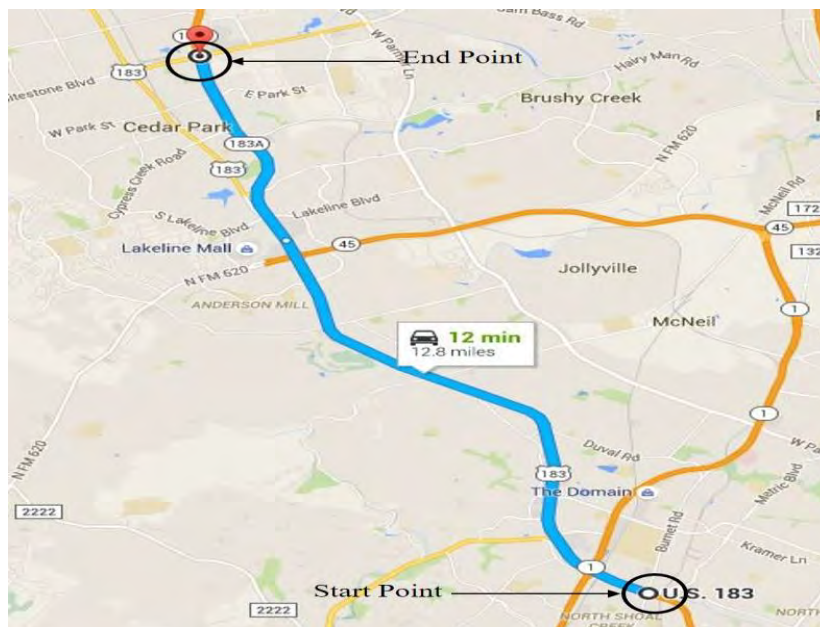 Sam Bass Rd
W Parmer Ln
End Point
183
Hairy Man Rd
Whitestone Blvd
E Park St
Brushy Creek
W Park St
Cedar Park
183A
N FM 620
183
Cypress Creek Road
McNeil Rd
172
S Lakeline Blvd
Lakeline Blvd
45
45
132
Lakeline Mall
N FM 620
Jollyville
ANDERSON MILL
1
McNeil
12 min
12.8 miles
1
W Pa
N FM 620
Duval Rd
183
The Domain
Metric Blvd
2222
Burnet Rd
Kramer Ln
1
Start Point
U.S. 183
2222
NORTH SHOAL
CREEK